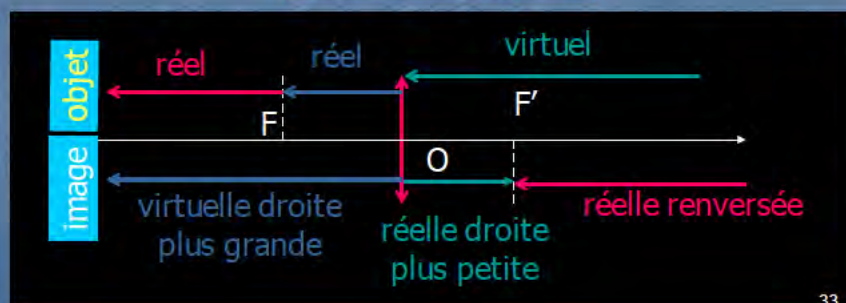 objet
réel
réel
virtuel
F
F'
O
image
virtuelle droite
plus grande
réelle droite
plus petite
réelle renversée
33